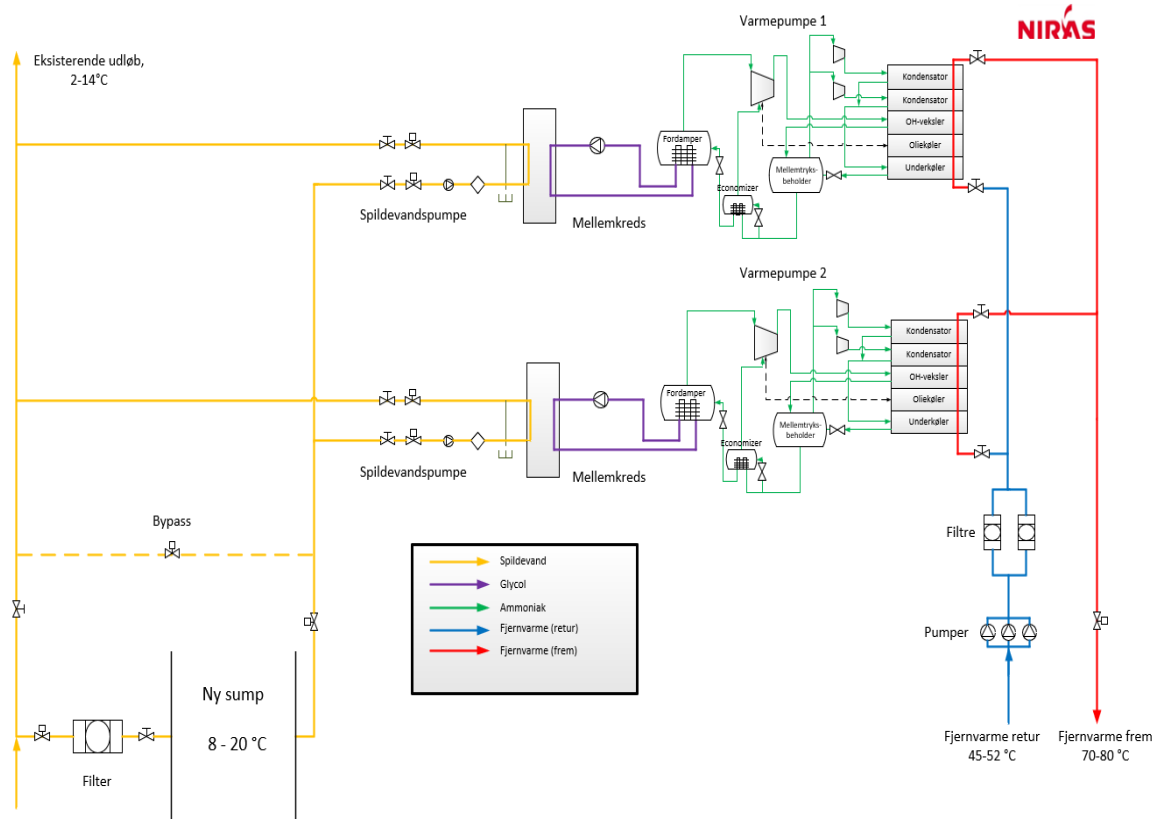 Varmepumpe 1
NIRAS
Eksisterende udløb,
2-14°C
Kondensator
Kondensator
OH-veksler
Oliekøler
Underkøler
Fordamper
Mellemtryks-
beholder
Economizer
Spildevandspumpe
Mellemkreds
Varmepumpe 2
Kondensator
Kondensator
OH-veksler
Oliekøler
Underkøler
Fordamper
Mellemtryks-
beholder
Economizer
Spildevandspumpe
Mellemkreds
Bypass
Filtre
Spildevand
Glycol
Ammoniak
Fjernvarme (retur)
Fjernvarme (frem)
Pumper
Ny sump
8 - 20 °C
Filter
Fjernvarme retur
45-52 °C
Fjernvarme frem
70-80 °C